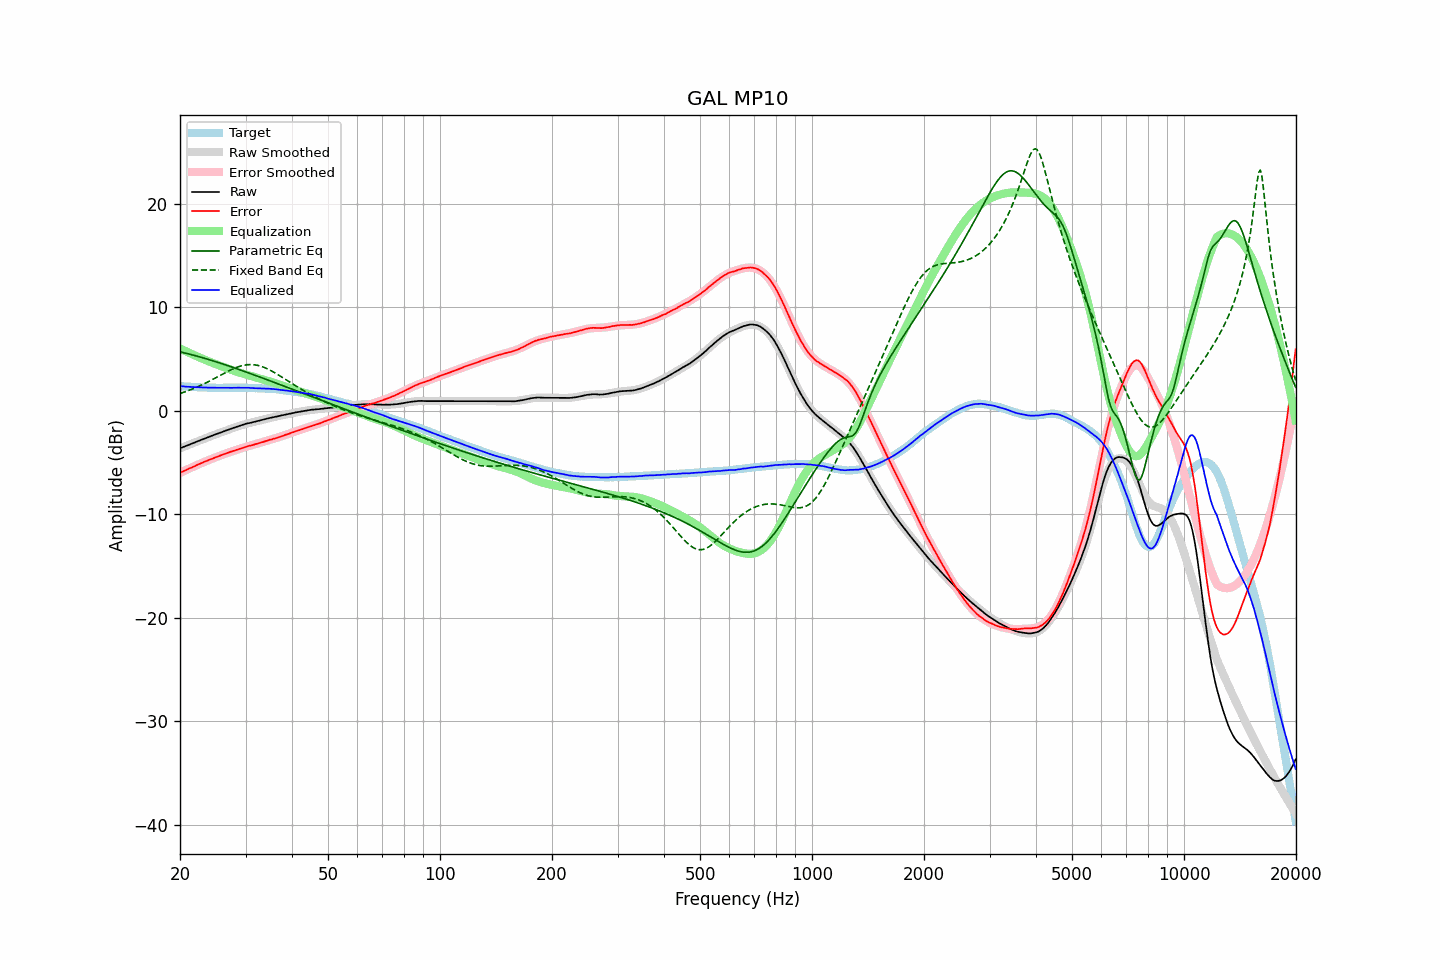 GAL MP10
Target
Raw Smoothed
Error Smoothed
Raw
Error
Equalization
Parametric Eq
Fixed Band Eq
Equalized
Amplitude (dBr)
20
10
0
−10
−20
−30
−40
20 50 100 200 500 1000 2000 5000 10000 20000
Frequency (Hz)